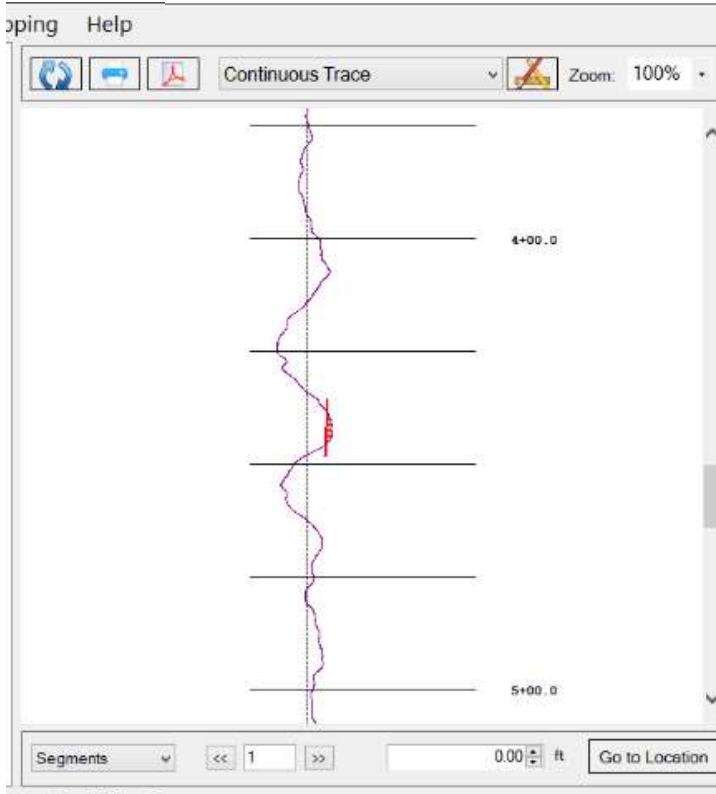 pping Help
Continuous Trace Zoom: 100%
4+00.0
5+00.0
Segments << 1 >> 0.00 ft Go to Location